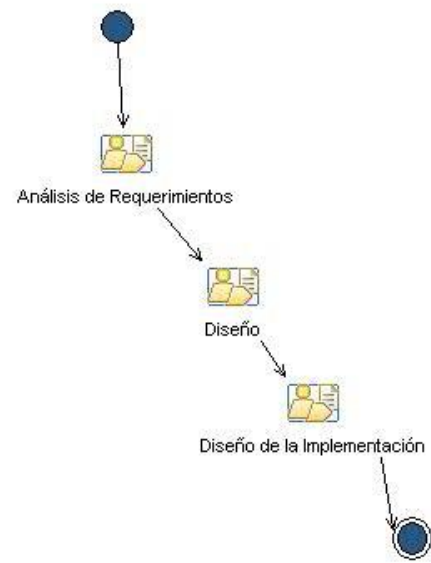 Análisis de Requerimientos
Diseño
Diseño de la Implementación